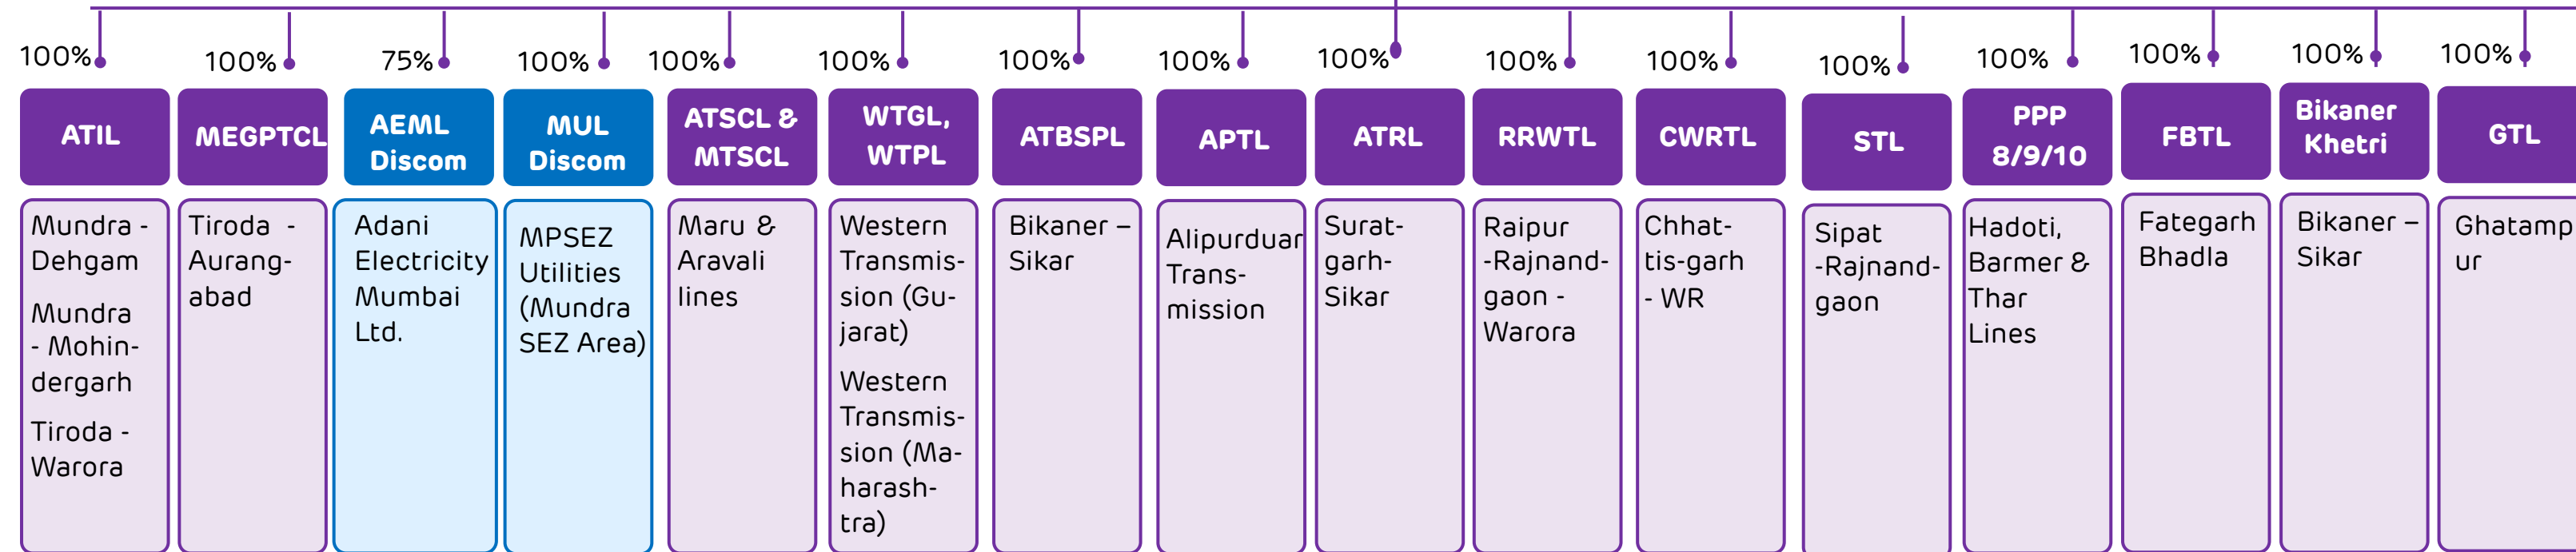 100%
100%
75%
100%
100%
100%
100%
100%
100%
100%
100%
100%
100%
100%
100%
100%
ATIL
MEGPTCL
AEML
Discom
MUL
Discom
ATSCL &
MTSCL
WTGL,
WTPL
ATBSPL
APTL
ATRL
RRWTL
CWRTL
STL
PPP
8/9/10
FBTL
Bikaner
Khetri
GTL
Mundra -
Dehgam
Mundra
- Mohin-
dergarh
Tiroda -
Warora
Tiroda -
Aurang-
abad
Adani
Electricity
Mumbai
Ltd.
MPSEZ
Utilities
(Mundra
SEZ Area)
Maru &
Aravali
lines
Western
Transmis-
sion (Gu-
jarat)
Western
Transmis-
sion (Ma-
harash-
tra)
Bikaner –
Sikar
Alipurduar
Trans-
mission
Surat-
garh-
Sikar
Raipur
-Rajnand-
gaon -
Warora
Chhat-
tis-garh
- WR
Sipat
-Rajnand-
gaon
Hadoti,
Barmer &
Thar
Lines
Fategarh
Bhadla
Bikaner –
Sikar
Ghatamp
ur